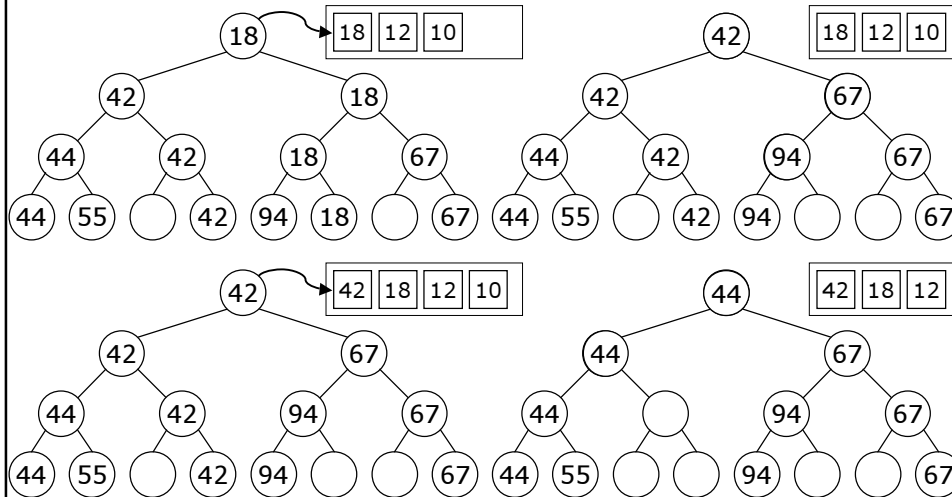 18 18 12 10 42 18 12 10
42 18 42 67
44 42 18 67 44 42 94 67
44 55 42 94 18 67 44 55 42 94 67
42 42 18 12 10 44 42 18 12
42 67 44 67
44 42 94 67 44 94 67
44 55 42 94 67 44 55 94 67